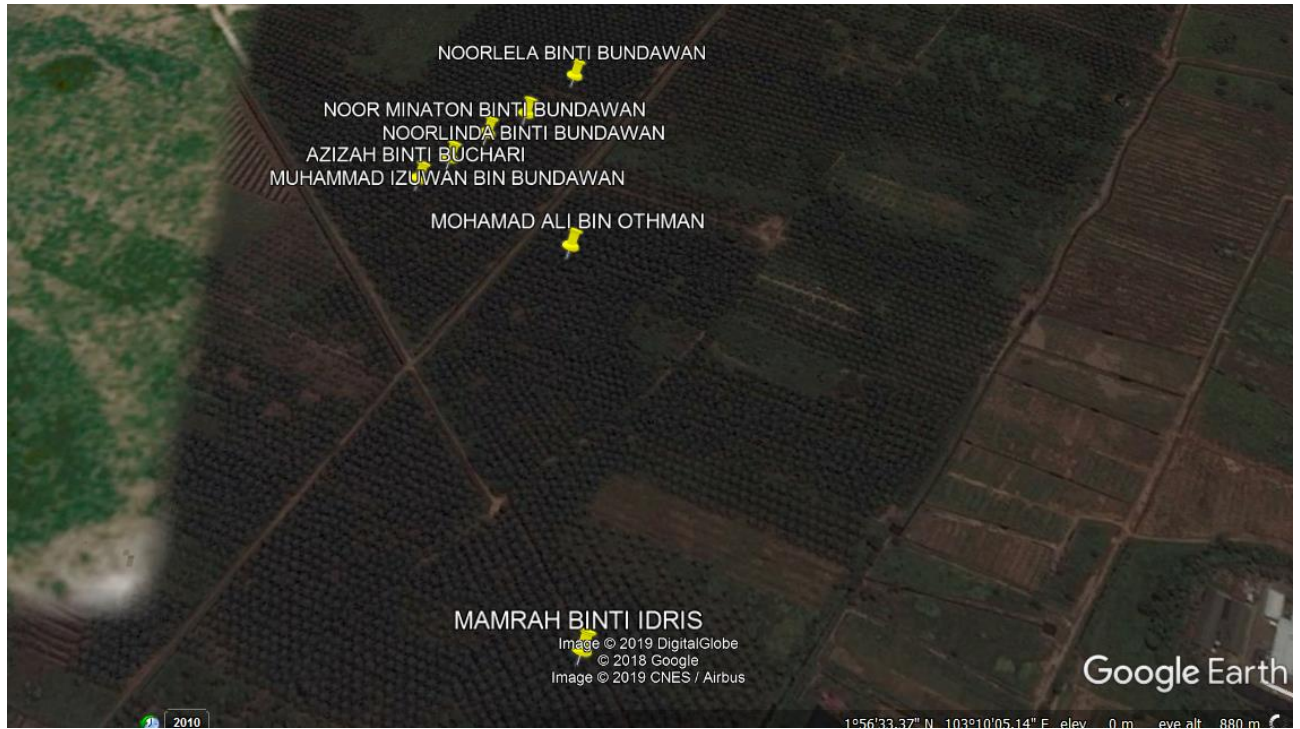 NOORLELA BINTI BUNDAWAN
NOOR MINATON BINTI BUNDAWAN
NOORLINDA BINTI BUNDAWAN
AZIZAH BINTI BUCHARI
MUHAMMAD IZUWAN BIN BUNDAWAN
MOHAMAD ALI BIN OTHMAN
MAMRAH BINTI IDRIS
Image © 2019 DigitalGlobe
© 2018 Google
Image © 2019 CNES / Airbus
Google Earth
2010
1°56'33.37" N 103°10'05.14" E elev 0 m eye alt 880 m